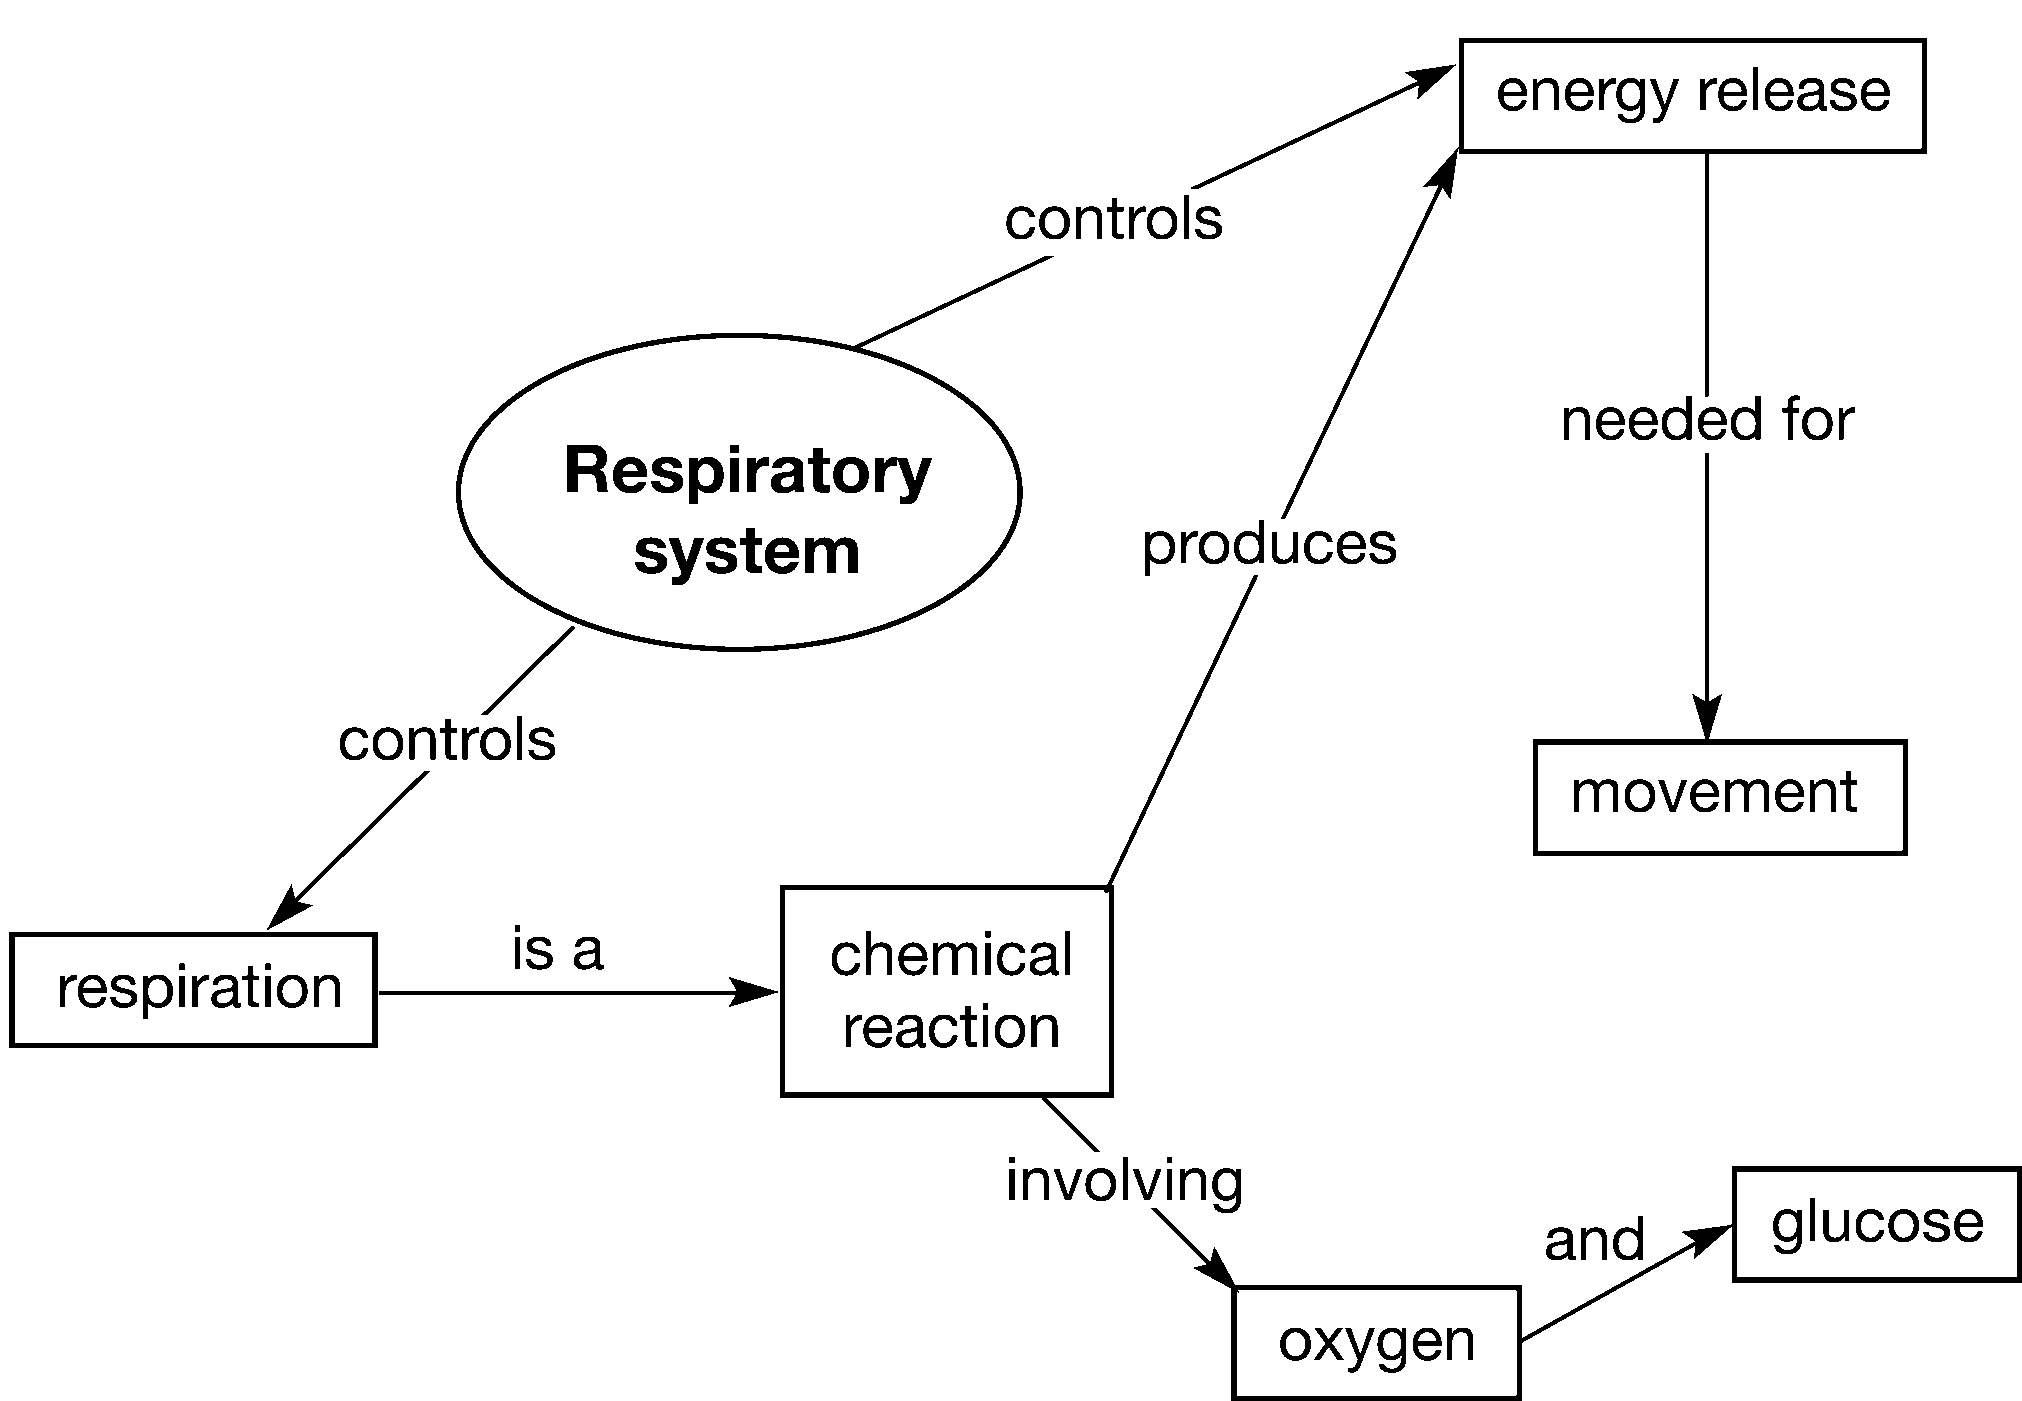 energy release
controls
Respiratory
system
needed for
produces
controls
movement
respiration
is a
chemical
reaction
involving
and
glucose
oxygen